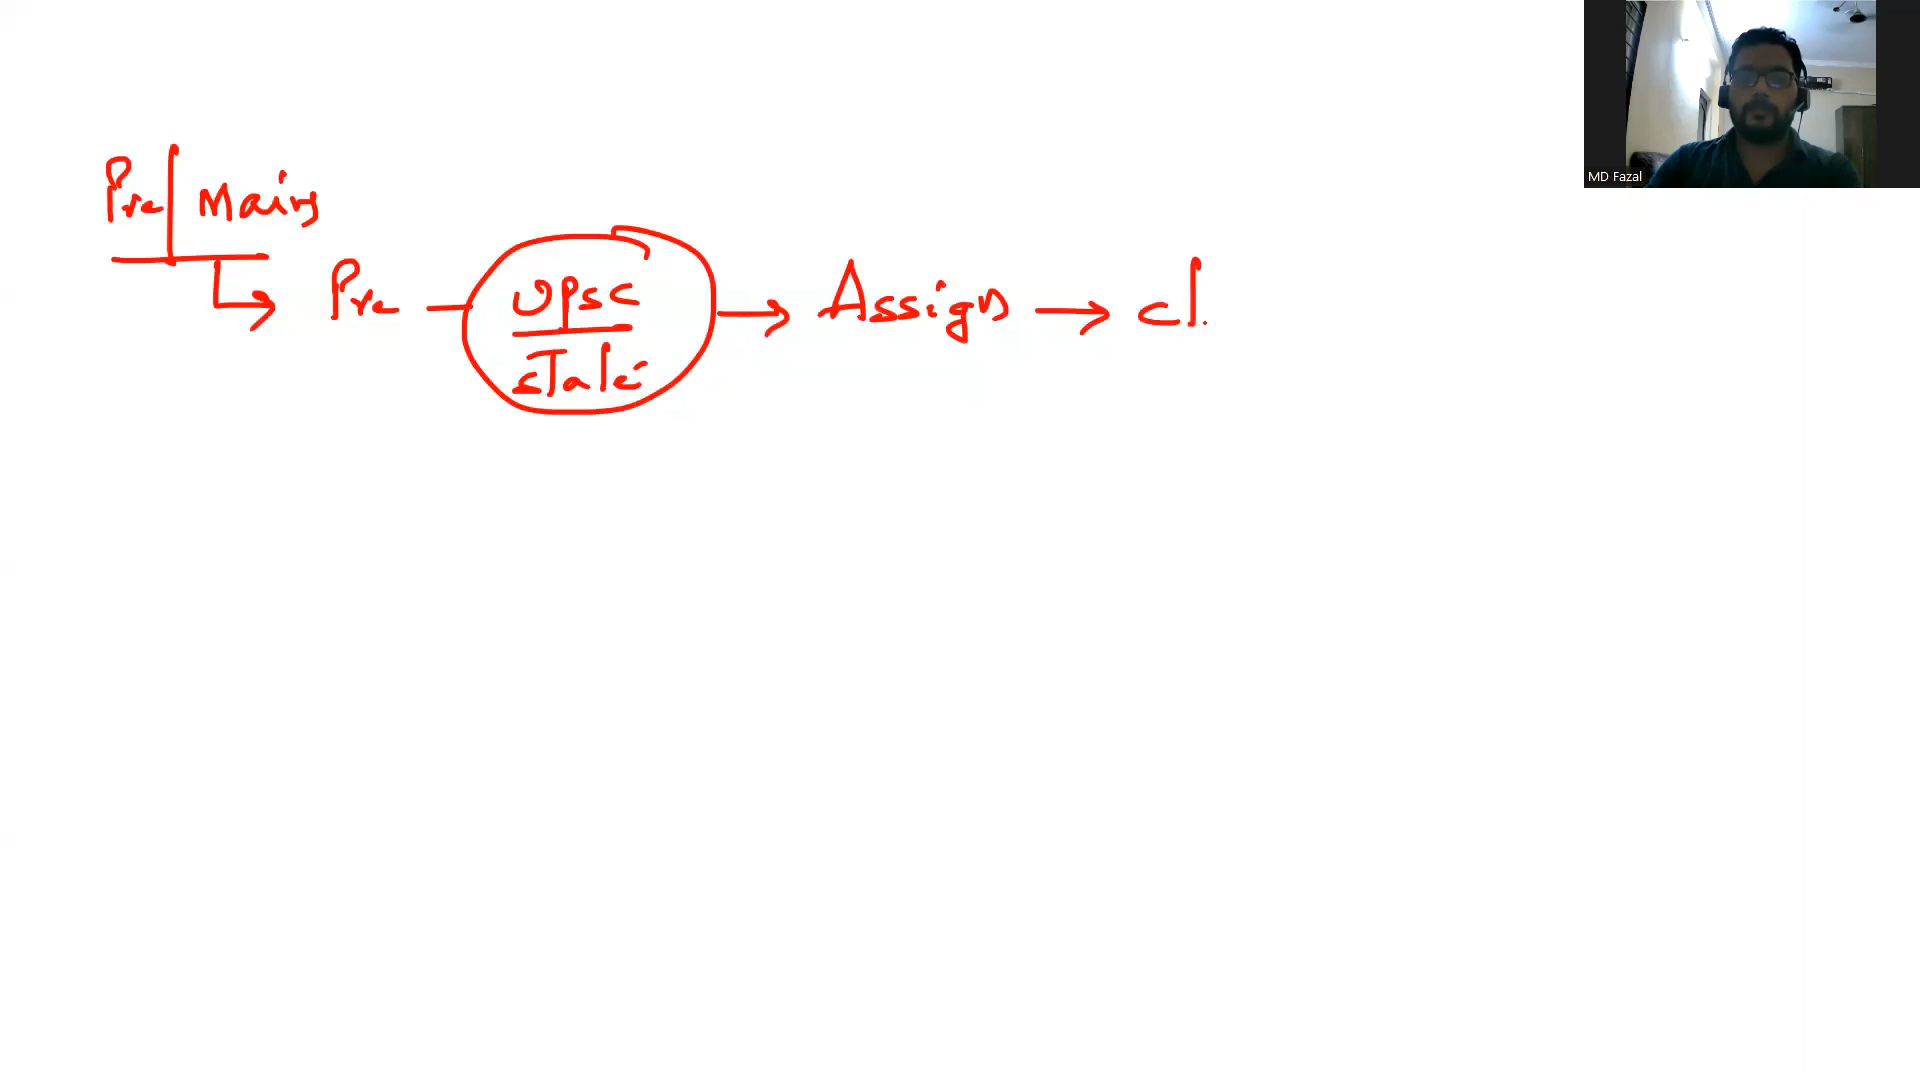 Pre | Mains
Pre – UPSC → Assign → cl
State
MD Fazal